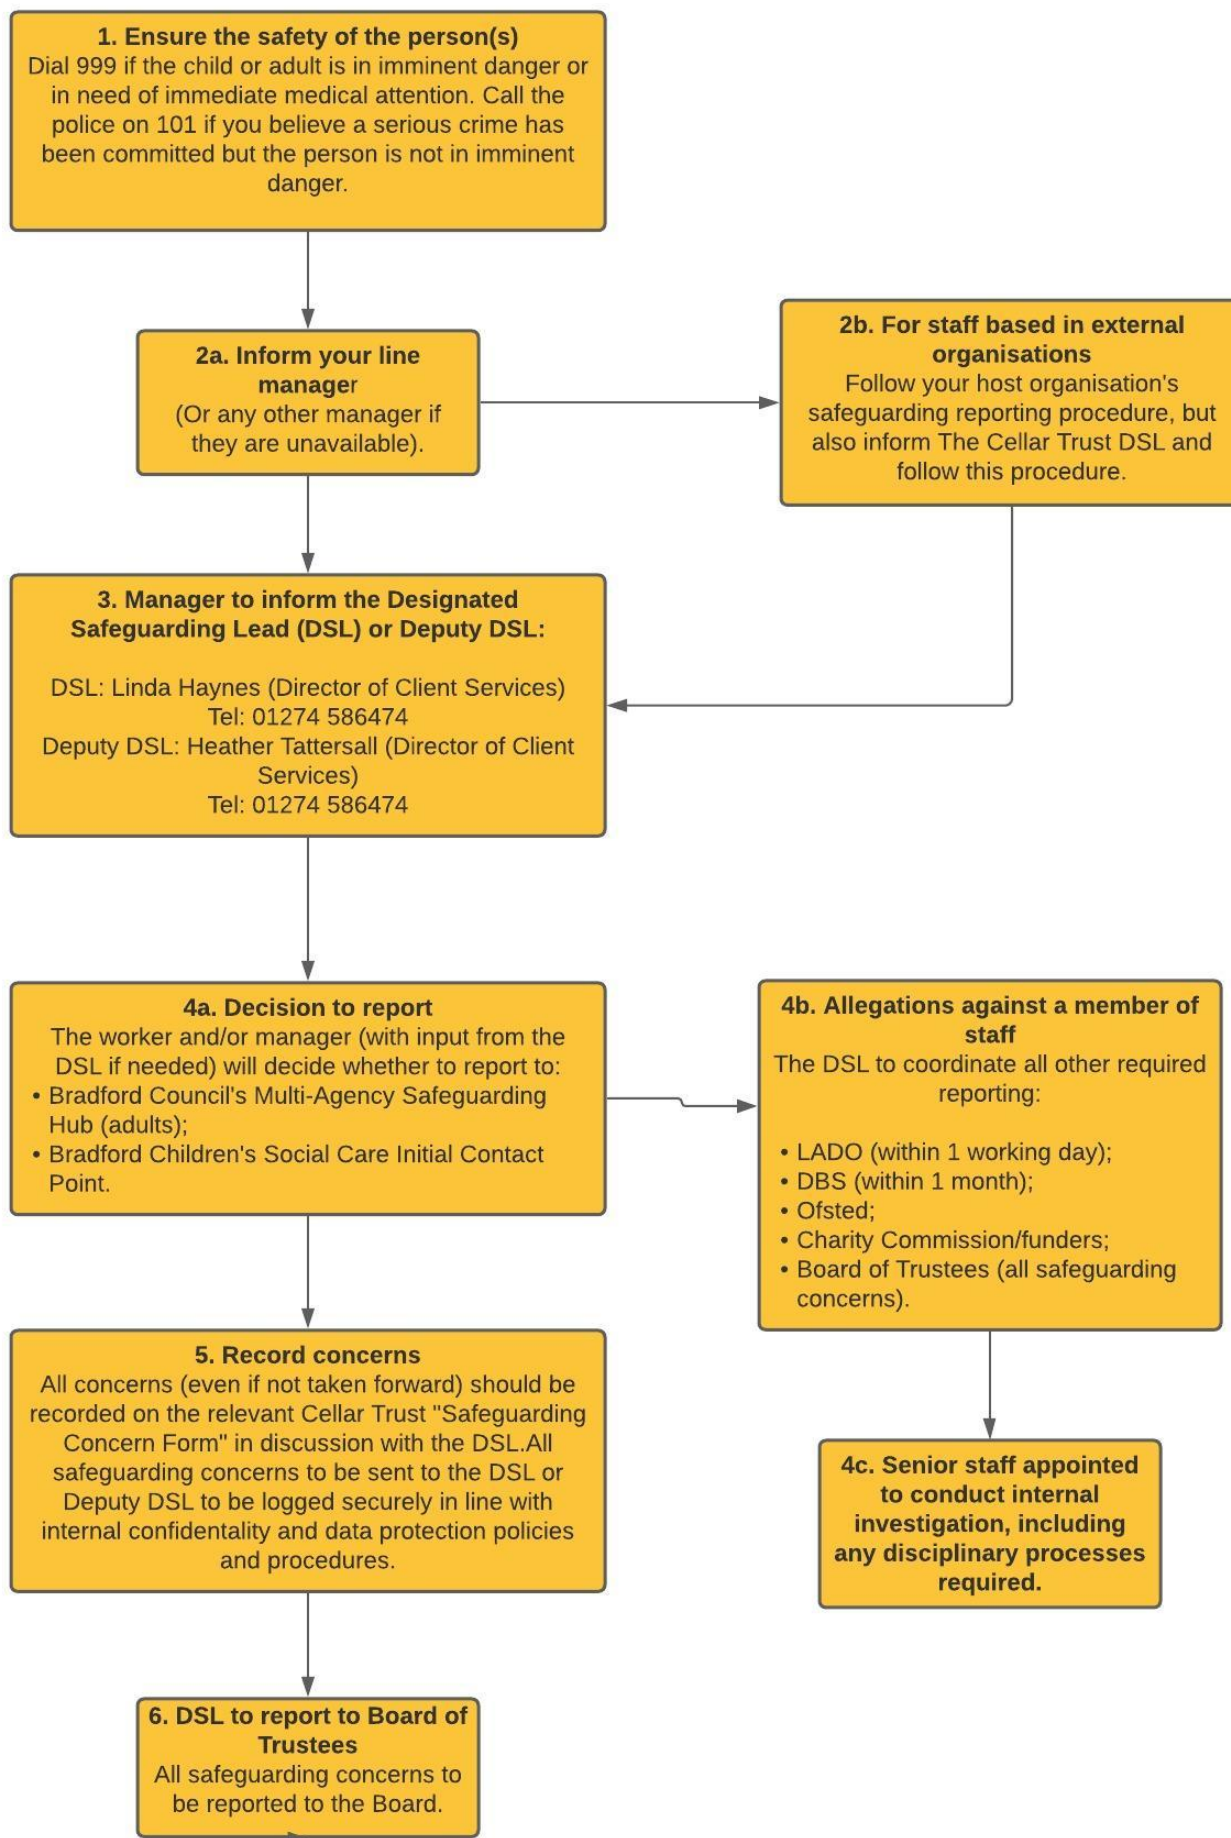 1. Ensure the safety of the person(s)
Dial 999 if the child or adult is in imminent danger or
in need of immediate medical attention. Call the
police on 101 if you believe a serious crime has
been committed but the person is not in imminent
danger.
2a. Inform your line
manager
(Or any other manager if
they are unavailable).
2b. For staff based in external
organisations
Follow your host organisation's
safeguarding reporting procedure, but
also inform The Cellar Trust DSL and
follow this procedure.
3. Manager to inform the Designated
Safeguarding Lead (DSL) or Deputy DSL:
DSL: Linda Haynes (Director of Client Services)
Tel: 01274 586474
Deputy DSL: Heather Tattersall (Director of Client
Services)
Tel: 01274 586474
4a. Decision to report
The worker and/or manager (with input from the
DSL if needed) will decide whether to report to:
• Bradford Council's Multi-Agency Safeguarding
Hub (adults);
• Bradford Children's Social Care Initial Contact
Point.
4b. Allegations against a member of
staff
The DSL to coordinate all other required
reporting:
• LADO (within 1 working day);
• DBS (within 1 month);
• Ofsted;
• Charity Commission/funders;
• Board of Trustees (all safeguarding
concerns).
5. Record concerns
All concerns (even if not taken forward) should be
recorded on the relevant Cellar Trust "Safeguarding
Concern Form" in discussion with the DSL.All
safeguarding concerns to be sent to the DSL or
Deputy DSL to be logged securely in line with
internal confidentality and data protection policies
and procedures.
4c. Senior staff appointed
to conduct internal
investigation, including
any disciplinary processes
required.
6. DSL to report to Board of
Trustees
All safeguarding concerns to
be reported to the Board.